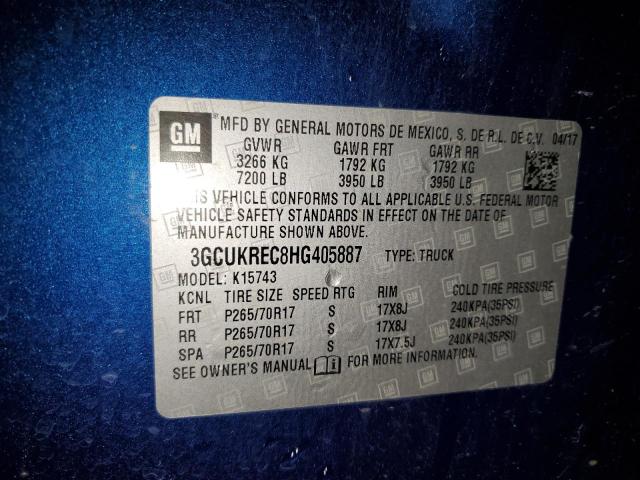 GM® MFD BY GENERAL MOTORS DE MEXICO, S. DE R.L. DE C.V. 04/17
GVWR GAWR FRT GAWR RR
3266 KG 1792 KG 1792 KG
7200 LB 3950 LB 3950 LB
THIS VEHICLE CONFORMS TO ALL APPLICABLE U.S. FEDERAL MOTOR
VEHICLE SAFETY STANDARDS IN EFFECT ON THE DATE OF
MANUFACTURE SHOWN ABOVE.
3GCUKREC8HG405887 TYPE: TRUCK
MODEL: K15743
KCNL TIRE SIZE SPEED RTG RIM COLD TIRE PRESSURE
FRT P265/70R17 S 17X8J 240KPA(35PSI)
RR P265/70R17 S 17X8J 240KPA(35PSI)
SPA P265/70R17 S 17X7.5J 240KPA(35PSI)
SEE OWNER'S MANUAL FOR MORE INFORMATION.